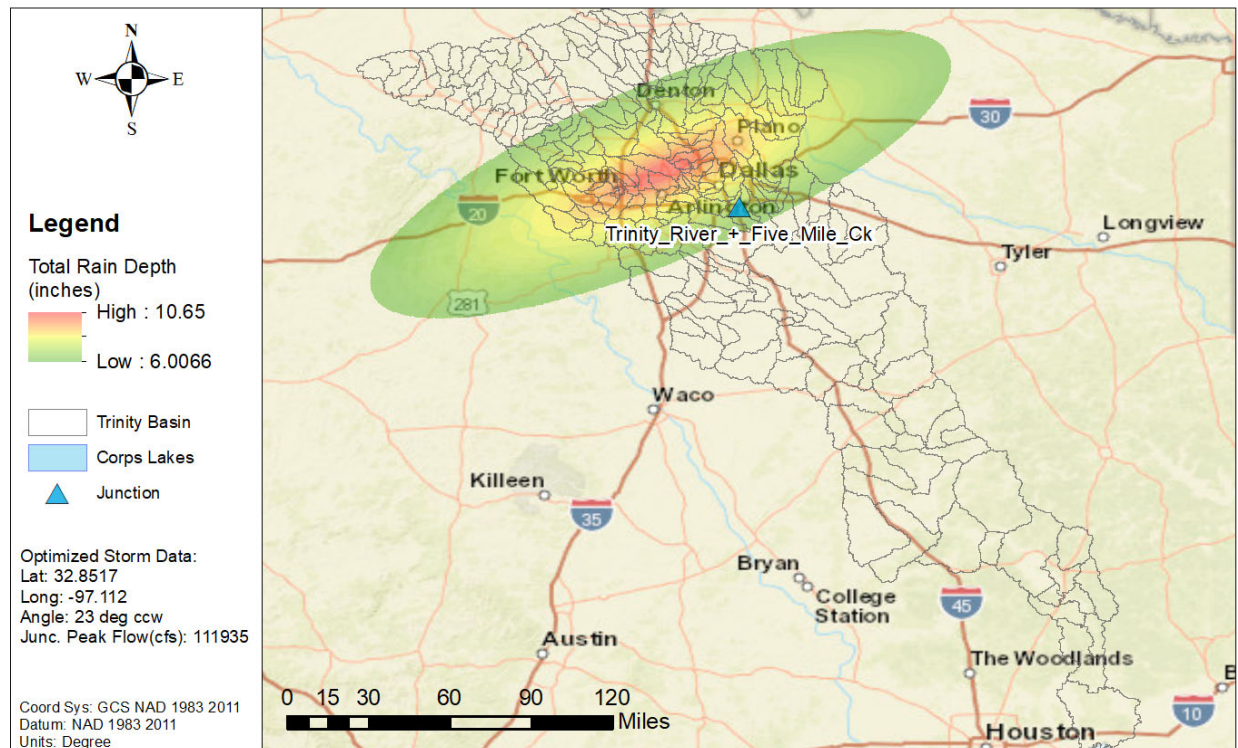 N
W E
S
Legend
Total Rain Depth
(inches)
High : 10.65
Low : 6.0066
Trinity Basin
Corps Lakes
Junction
Optimized Storm Data:
Lat: 32.8517
Long: -97.112
Angle: 23 deg ccw
Junc. Peak Flow(cfs): 111935
Coord Sys: GCS NAD 1983 2011
Datum: NAD 1983 2011
Units: Degree
Denton
30
Plano
Fort Worth
Dallas
20
Arlington
Trinity_River_+_Five_Mile_Ck
Longview
Tyler
281
Waco
Killeen
35
Bryan
College
Station
45
Austin
The Woodlands
B
10
Houston
0 15 30 60 90 120
Miles